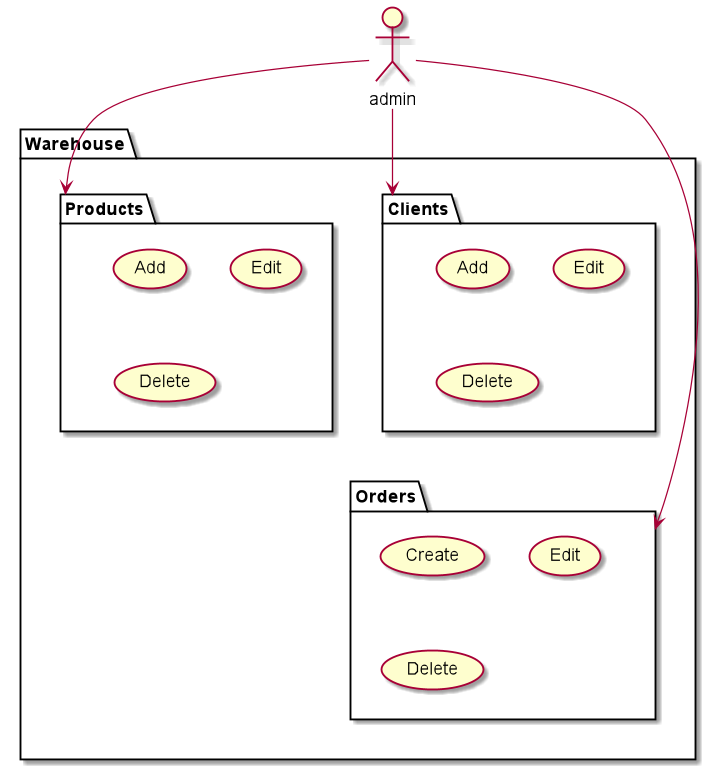 admin
Warehouse
Products
Add
Edit
Delete
Clients
Add
Edit
Delete
Orders
Create
Edit
Delete